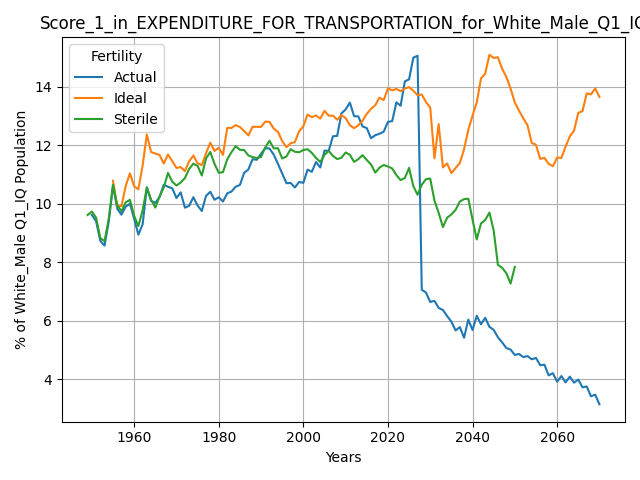 Score_1_in_EXPENDITURE_FOR_TRANSPORTATION_for_White_Male_Q1_IQ
Fertility
Actual
Ideal
Sterile
% of White_Male Q1_IQ Population
14
12
10
8
6
4
1960 1980 2000 2020 2040 2060
Years